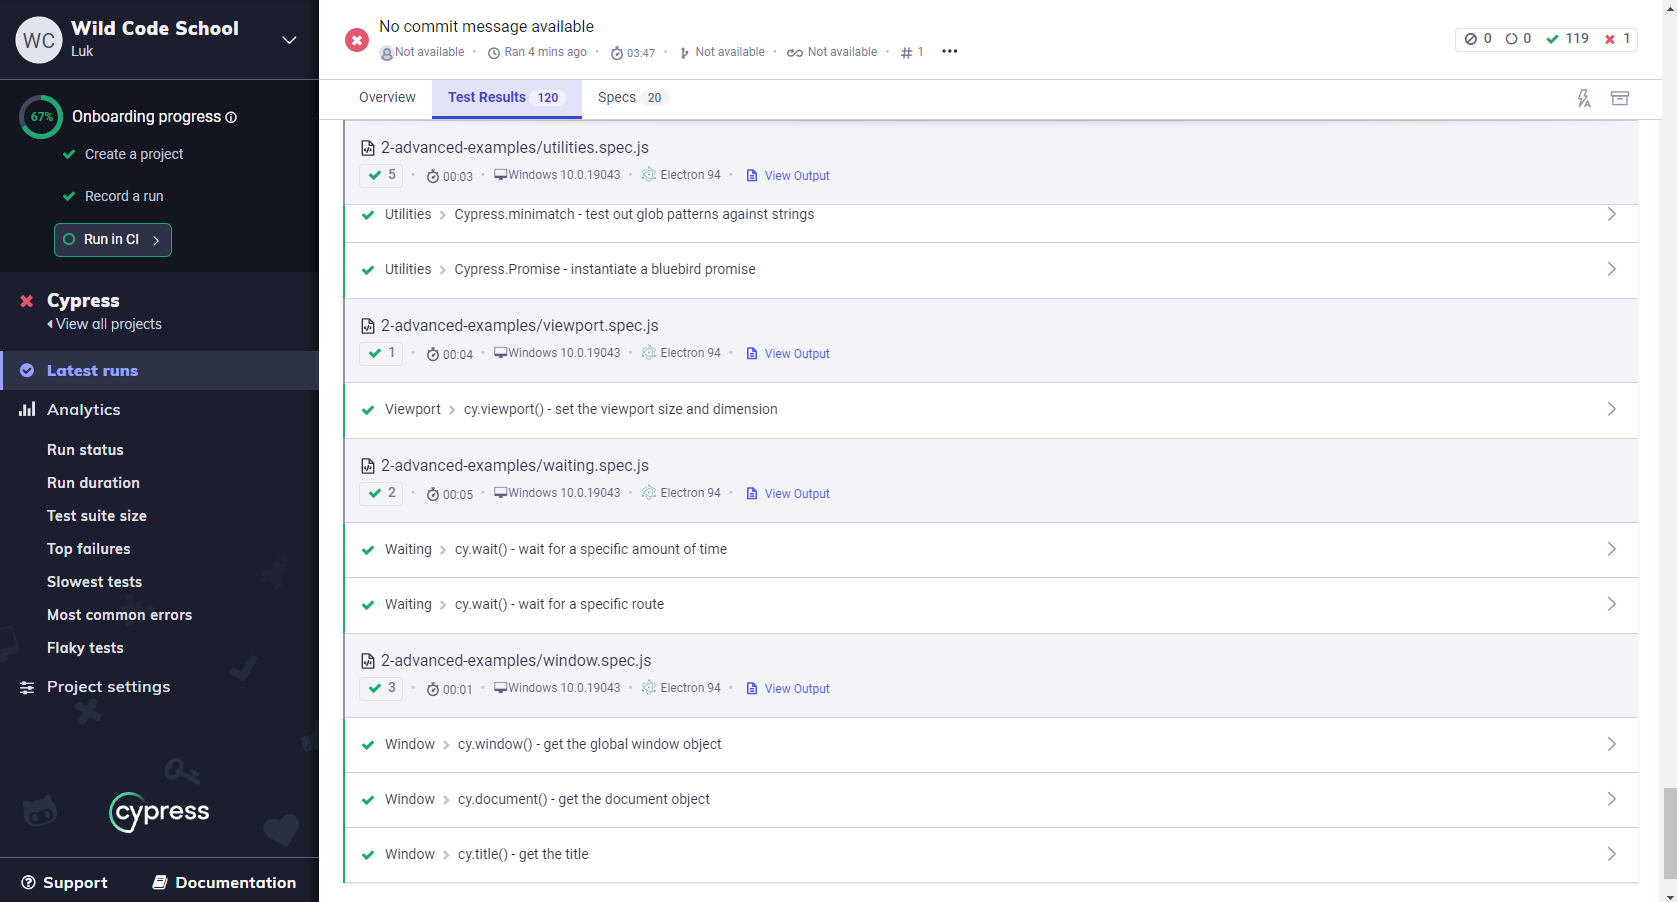 WC
Wild Code School
Luk
67%
Onboarding progress
Create a project
Record a run
Run in CI
Cypress
View all projects
Latest runs
Analytics
Run status
Run duration
Test suite size
Top failures
Slowest tests
Most common errors
Flaky tests
Project settings
cypress
Support Documentation
No commit message available
Not available Ran 4 mins ago 03:47 Not available Not available # 1 •••
0 0 119 1
Overview Test Results 120 Specs 20
2-advanced-examples/utilities.spec.js
5 00:03 Windows 10.0.19043 Electron 94 View Output
Utilities Cypress.minimatch - test out glob patterns against strings
Utilities Cypress.Promise - instantiate a bluebird promise
2-advanced-examples/viewport.spec.js
1 00:04 Windows 10.0.19043 Electron 94 View Output
Viewport cy.viewport() - set the viewport size and dimension
2-advanced-examples/waiting.spec.js
2 00:05 Windows 10.0.19043 Electron 94 View Output
Waiting cy.wait() - wait for a specific amount of time
Waiting cy.wait() - wait for a specific route
2-advanced-examples/window.spec.js
3 00:01 Windows 10.0.19043 Electron 94 View Output
Window cy.window() - get the global window object
Window cy.document() - get the document object
Window cy.title() - get the title